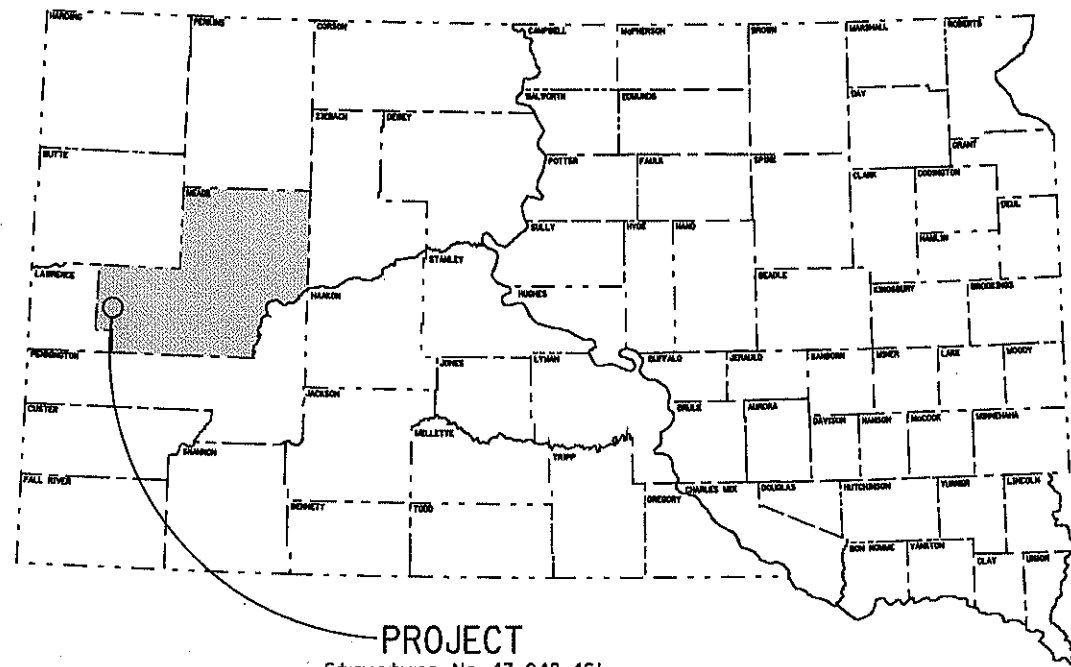 HARDING
PERKINS
CORSON
CAMPBELL
McPHERSON
BROWN
MARSHALL
ROBERTS
WALWORTH
EDMUNDS
DAY
ZIEBACH
DEWEY
GRANT
BUTTE
POTTER
FAULK
SPINK
CLARK
CODINGTON
MEADE
DEUL
SULLY
HYDE
HAND
HAMLIN
LAWRENCE
STANLEY
BEADLE
HAAKON
HUGHES
KINGSBURY
BROOKINGS
PENNINGTON
JONES
LYMAN
BUFFALO
JERAULD
SANBORN
MINER
LAKE
MOODY
JACKSON
CUSTER
BRULE
AURORA
DAVISON
HANSON
McCOOK
MINNEHAHA
MELLETTE
SHANNON
TRIPP
FALL RIVER
GREGORY
CHARLES MIX
DOUGLAS
HUTCHINSON
TURNER
LINCOLN
BENNETT
TODD
BON HOMME
YANKTON
CLAY
UNION
PROJECT